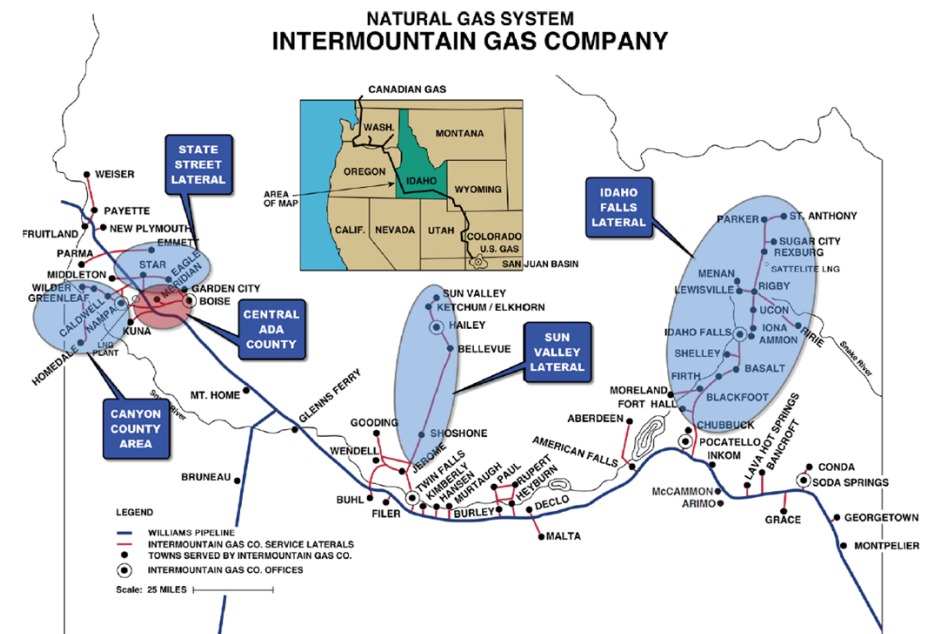 NATURAL GAS SYSTEM
INTERMOUNTAIN GAS COMPANY
CANADIAN GAS
WASH.
MONTANA
OREGON
IDAHO
WYOMING
AREA
OF MAP
CALIF.
NEVADA
UTAH
COLORADO
U.S. GAS
SAN JUAN BASIN
STATE
STREET
LATERAL
WEISER
PAYETTE
NEW PLYMOUTH
FRUITLAND
EMMETT
PARMA
STAR
EAGLE
MERIDIAN
MIDDLETON
WILDER
GREENLEAF
GARDEN CITY
BOISE
CALDWELL
NAMPA
KUNA
LNG
PLANT
HOMEDALE
CENTRAL
ADA
COUNTY
CANYON
COUNTY
AREA
MT. HOME
Snake River
GLENNS FERRY
BRUNEAU
SUN VALLEY
KETCHUM / ELKHORN
HAILEY
BELLEVUE
SUN
VALLEY
LATERAL
SHOSHONE
GOODING
WENDELL
JEROME
BUHL
FILER
TWIN FALLS
KIMBERLY
HANSEN
MURTAUGH
PAUL
RUPERT
HEYBURN
BURLEY
DECLO
MALTA
IDAHO
FALLS
LATERAL
PARKER
ST. ANTHONY
SUGAR CITY
REXBURG
SATTELITE LNG
MENAN
LEWISVILLE
RIGBY
UCON
IDAHO FALLS
IONA
AMMON
RIRIE
SHELLEY
BASALT
FIRTH
MORELAND
BLACKFOOT
FORT HALL
Snake River
ABERDEEN
AMERICAN FALLS
CHUBBUCK
POCATELLO
INKOM
McCAMMON
ARIMO
LAVA HOT SPRINGS
BANCROFT
CONDA
SODA SPRINGS
GRACE
GEORGETOWN
MONTPELIER
LEGEND
WILLIAMS PIPELINE
INTERMOUNTAIN GAS CO. SERVICE LATERALS
TOWNS SERVED BY INTERMOUNTAIN GAS CO.
INTERMOUNTAIN GAS CO. OFFICES
Scale: 25 MILES